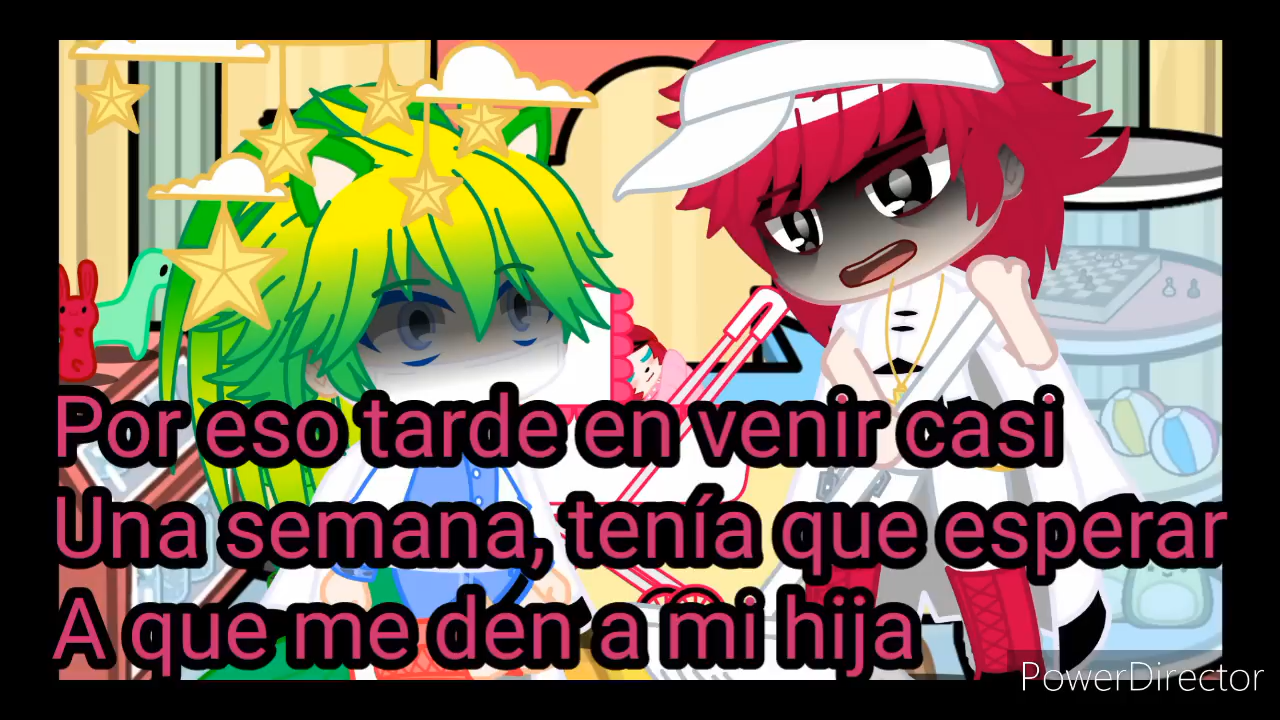 Por eso tarde en venir casi
Una semana, tenía que esperar
A que me den a mi hija
PowerDirector